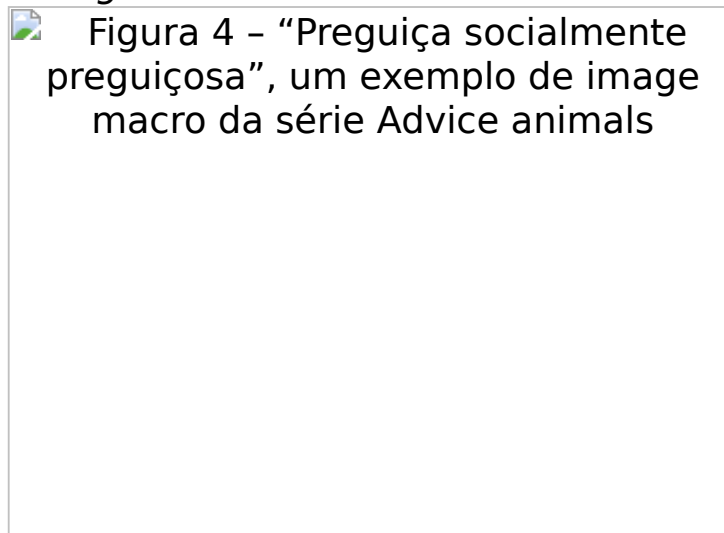 Figura 4 – “Preguiça socialmente
preguiçosa”, um exemplo de image
macro da série Advice animals